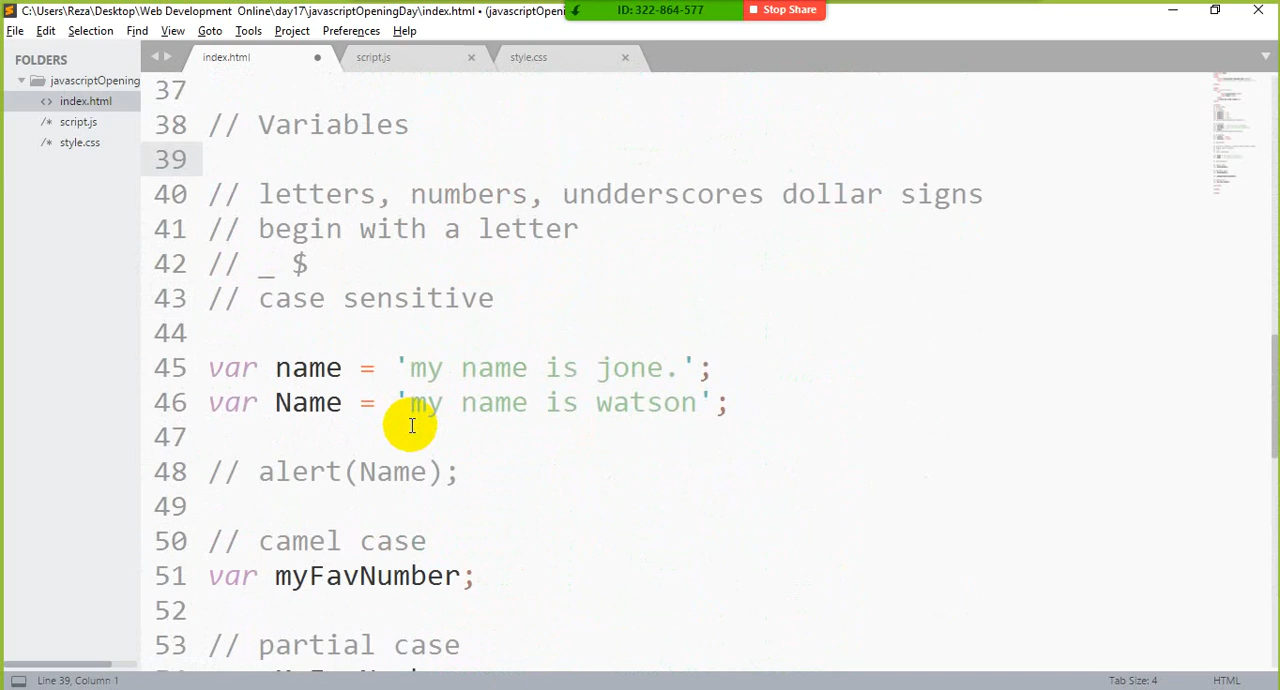 C:\Users\Reza\Desktop\Web Development Online\day17\javascriptOpeningDay\index.html • (javascriptOpeni
ID: 322-864-577
Stop Share
File Edit Selection Find View Goto Tools Project Preferences Help
FOLDERS
javascriptOpening
<> index.html
/* script.js
/* style.css
index.html
script.js
style.css
37
38 // Variables
39
40 // letters, numbers, undderscores dollar signs
41 // begin with a letter
42 // _ $
43 // case sensitive
44
45 var name = 'my name is jone.';
46 var Name = 'my name is watson';
47
48 // alert(Name);
49
50 // camel case
51 var myFavNumber;
52
53 // partial case
Line 39, Column 1
Tab Size: 4
HTML